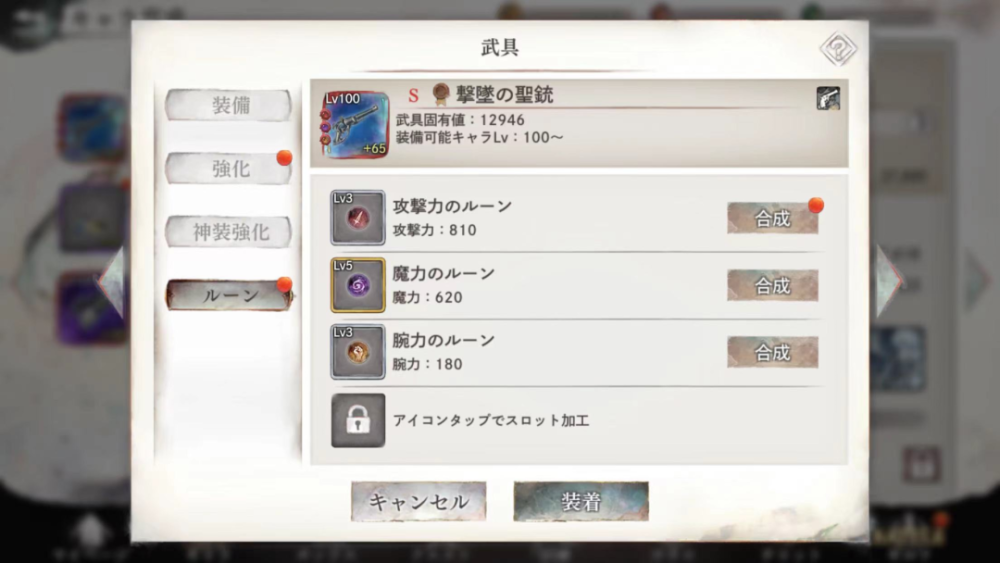 武具
装備
強化
神装強化
ルーン
Lv100
+65
S 撃墜の聖銃
武具固有値：12946
装備可能キャラLv：100～
Lv3
攻撃力のルーン
攻撃力：810
合成
Lv5
魔力のルーン
魔力：620
合成
Lv3
腕力のルーン
腕力：180
合成
アイコンタップでスロット加工
キャンセル
装着